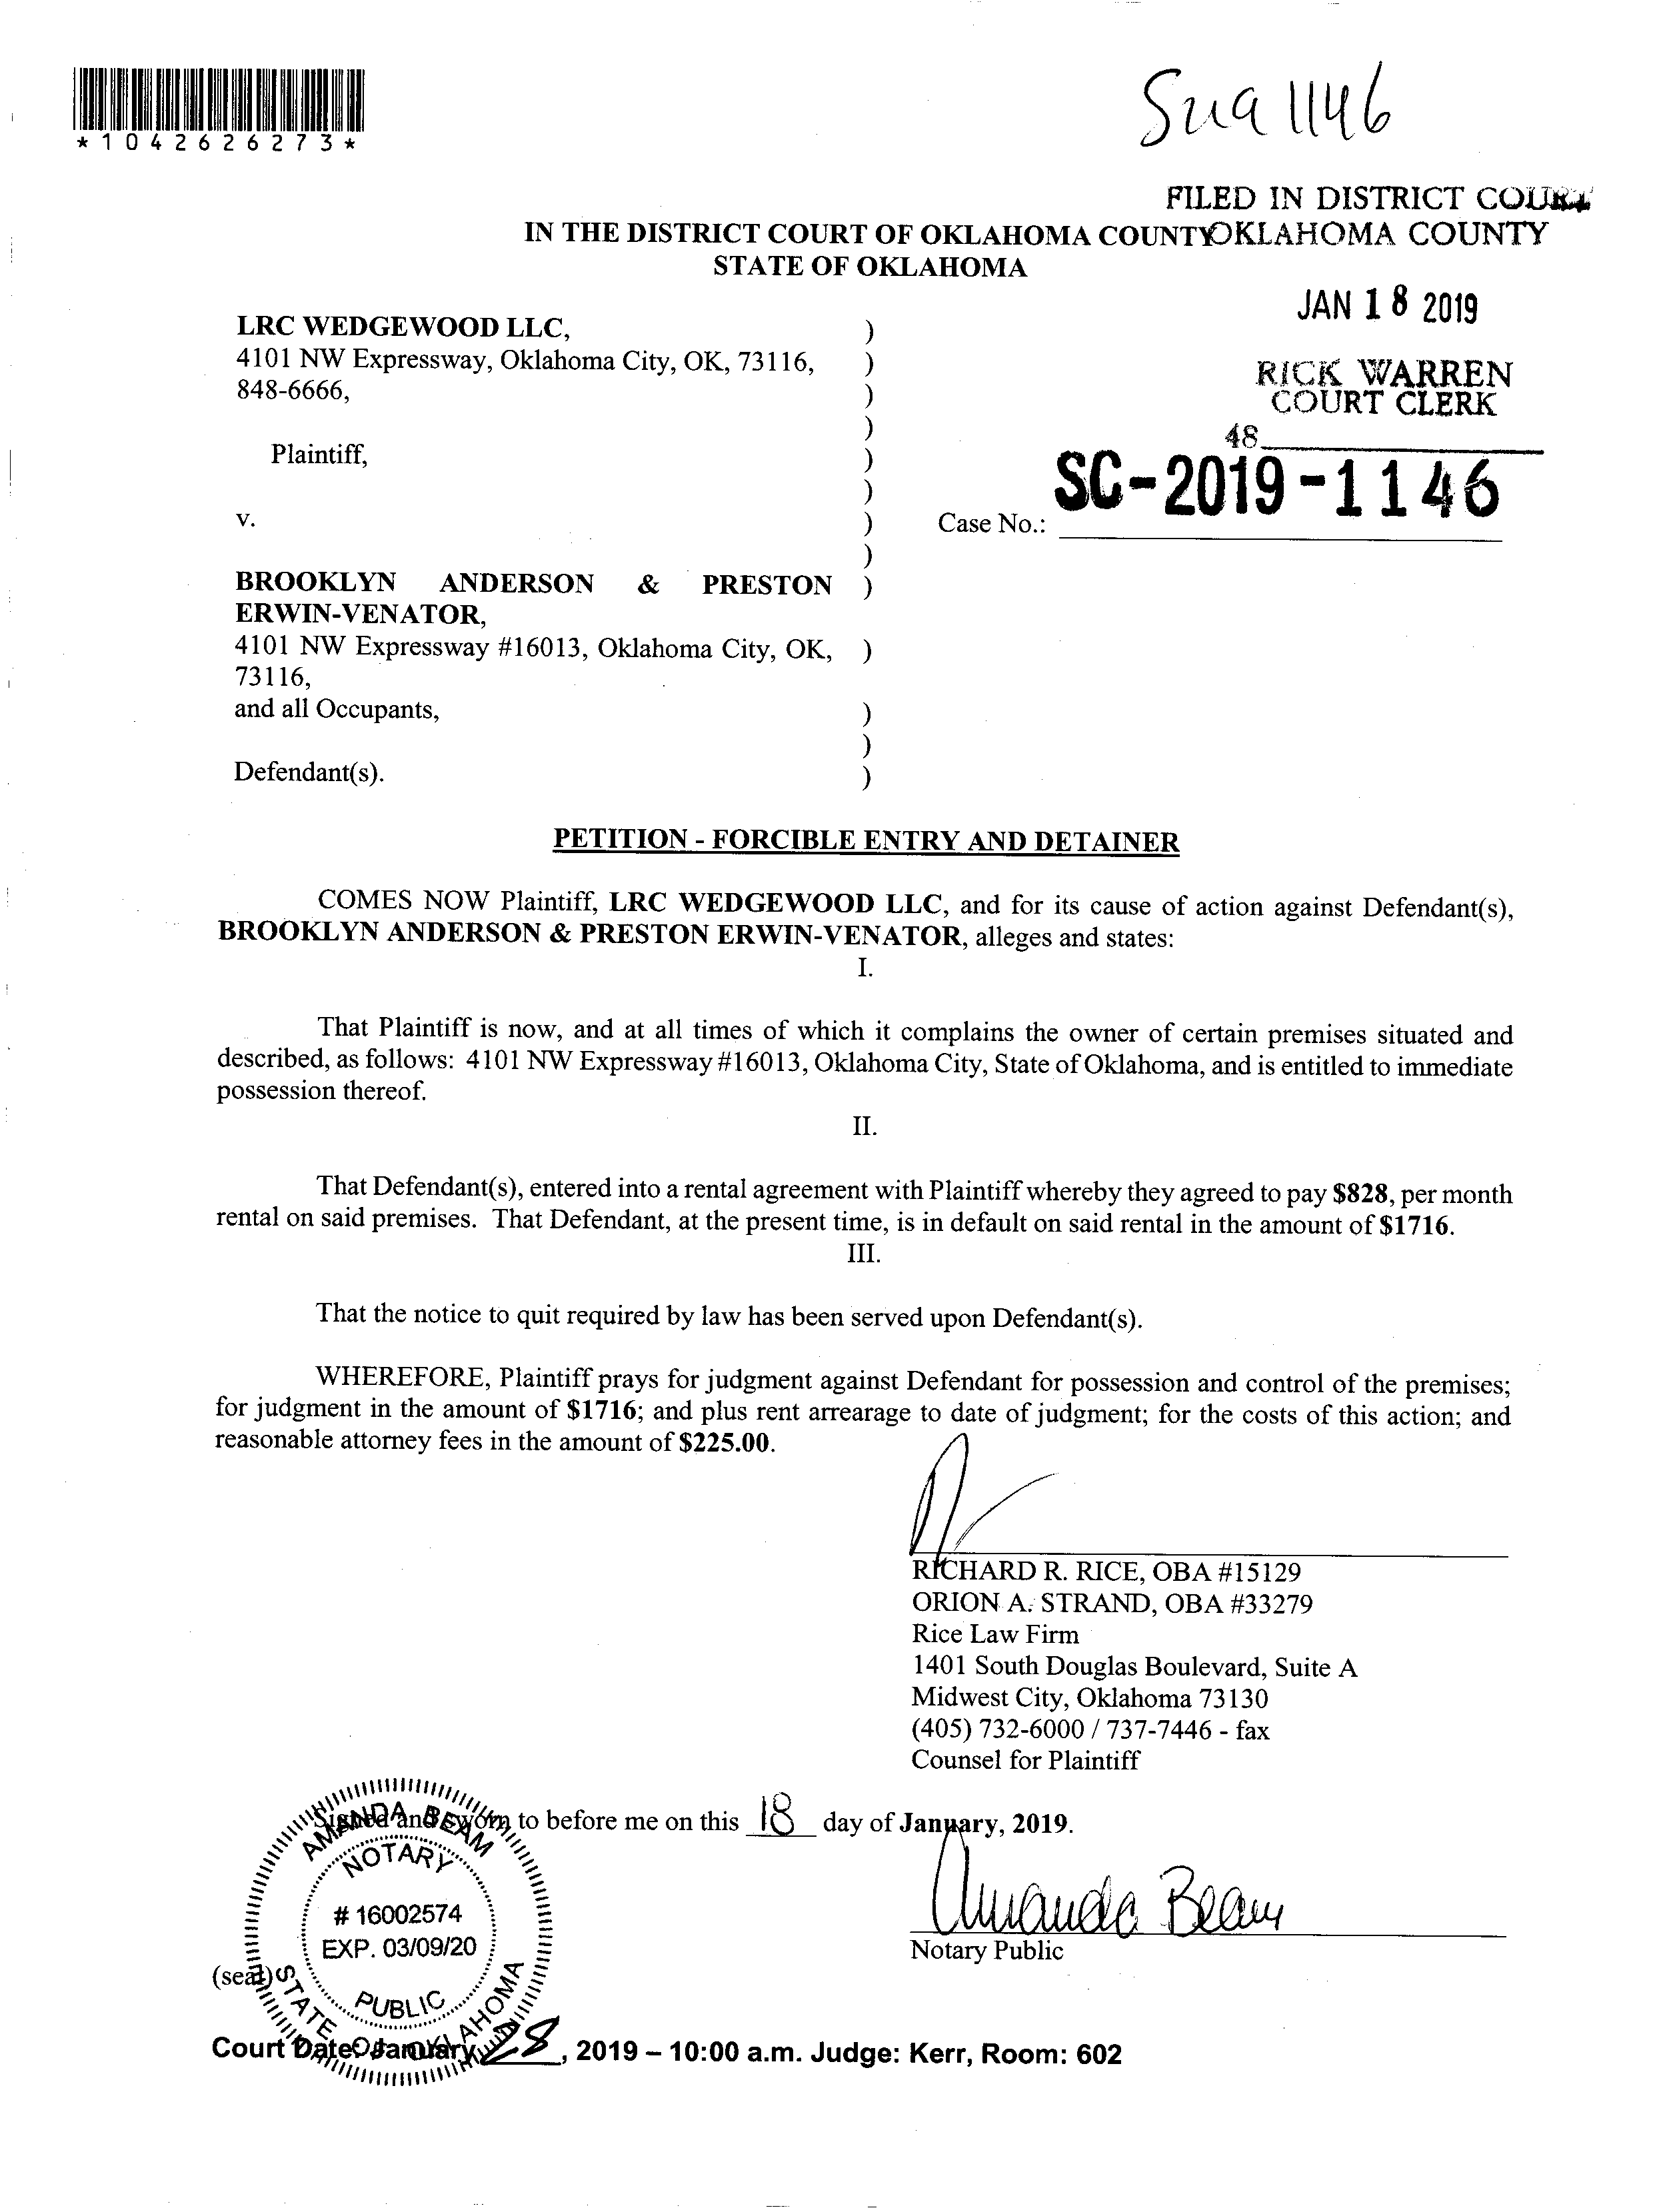 *1042626273*
Sua 1146
FILED IN DISTRICT COURT
OKLAHOMA COUNTY
IN THE DISTRICT COURT OF OKLAHOMA COUNTY
STATE OF OKLAHOMA
JAN 18 2019
RICK WARREN
COURT CLERK
48
SC-2019-1146
Case No.:
LRC WEDGEWOOD LLC, )
4101 NW Expressway, Oklahoma City, OK, 73116, )
848-6666, )
)
Plaintiff, )
)
v. )
)
BROOKLYN ANDERSON & PRESTON )
ERWIN-VENATOR,
4101 NW Expressway #16013, Oklahoma City, OK, )
73116,
and all Occupants, )
)
Defendant(s). )
PETITION - FORCIBLE ENTRY AND DETAINER
COMES NOW Plaintiff, LRC WEDGEWOOD LLC, and for its cause of action against Defendant(s),
BROOKLYN ANDERSON & PRESTON ERWIN-VENATOR, alleges and states:
I.
That Plaintiff is now, and at all times of which it complains the owner of certain premises situated and
described, as follows: 4101 NW Expressway #16013, Oklahoma City, State of Oklahoma, and is entitled to immediate
possession thereof.
II.
That Defendant(s), entered into a rental agreement with Plaintiff whereby they agreed to pay $828, per month
rental on said premises. That Defendant, at the present time, is in default on said rental in the amount of $1716.
III.
That the notice to quit required by law has been served upon Defendant(s).
WHEREFORE, Plaintiff prays for judgment against Defendant for possession and control of the premises;
for judgment in the amount of $1716; and plus rent arrearage to date of judgment; for the costs of this action; and
reasonable attorney fees in the amount of $225.00.
RICHARD R. RICE, OBA #15129
ORION A. STRAND, OBA #33279
Rice Law Firm
1401 South Douglas Boulevard, Suite A
Midwest City, Oklahoma 73130
(405) 732-6000 / 737-7446 - fax
Counsel for Plaintiff
Signed and sworn to before me on this 18 day of January, 2019.
AMANDA BEAM
NOTARY
# 16002574
EXP. 03/09/20
PUBLIC
STATE OF OKLAHOMA
Amanda Beam
Notary Public
(seal)
Court Date: January 28, 2019 – 10:00 a.m. Judge: Kerr, Room: 602